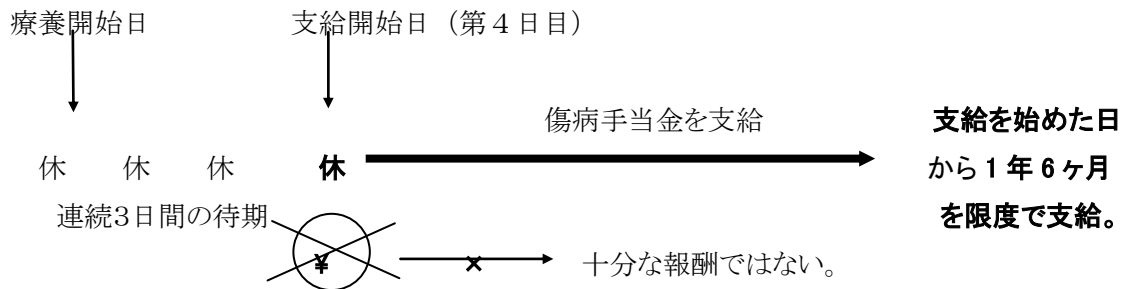 療養開始日 支給開始日（第４日目）
傷病手当金を支給 支給を始めた日
休 休 休 休 から１年６ヶ月
連続３日間の待期 を限度で支給。
¥ × 十分な報酬ではない。